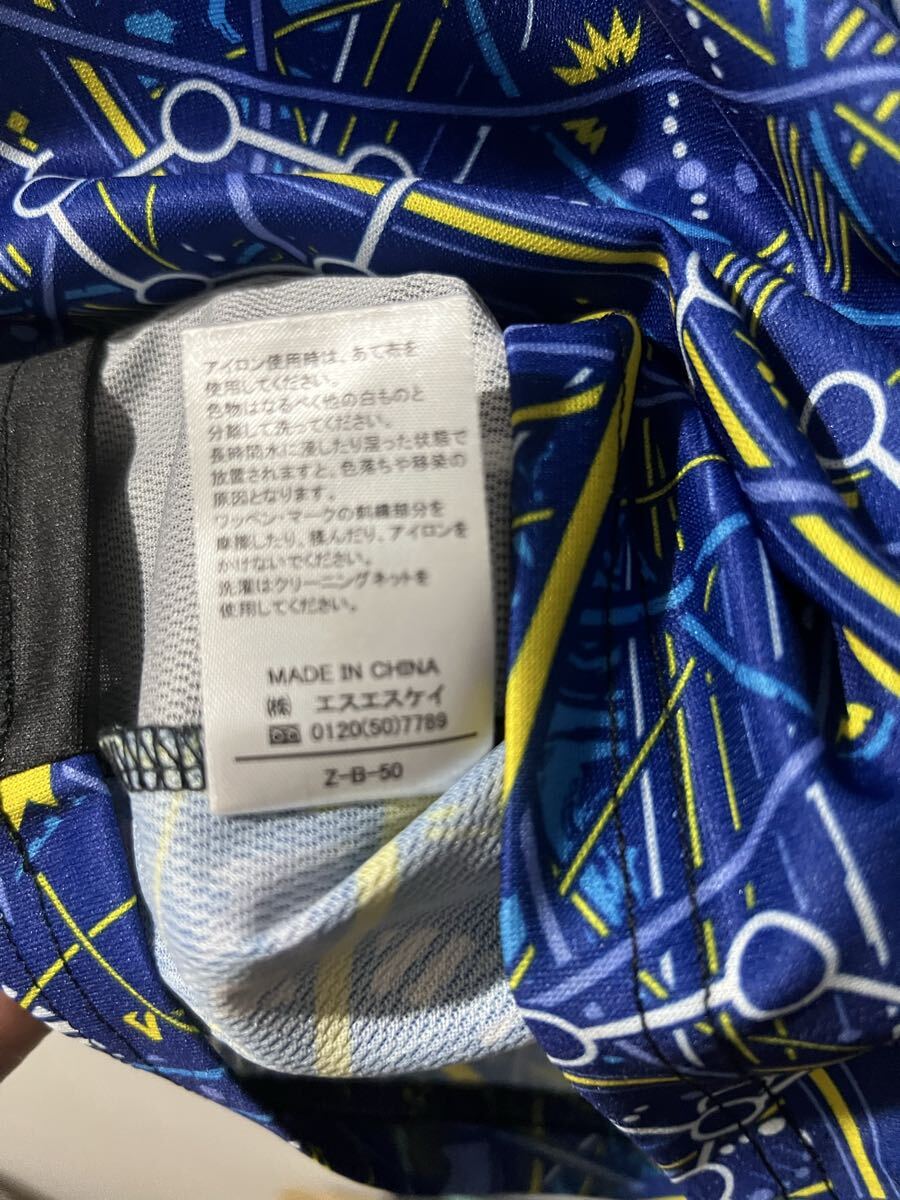 アイロン使用時は、あて布を
使用してください。
色物はなるべく他の白ものと
分離して洗ってください。
長時間水に浸したり湿った状態で
放置されますと、色落ちや移染の
原因となります。
ワッペン・マークの刺繍部分を
摩擦したり、揉んだり、アイロンを
かけないでください。
洗濯はクリーニングネットを
使用してください。
MADE IN CHINA
(株) エスエスケイ
0120(50)7789
Z-B-50